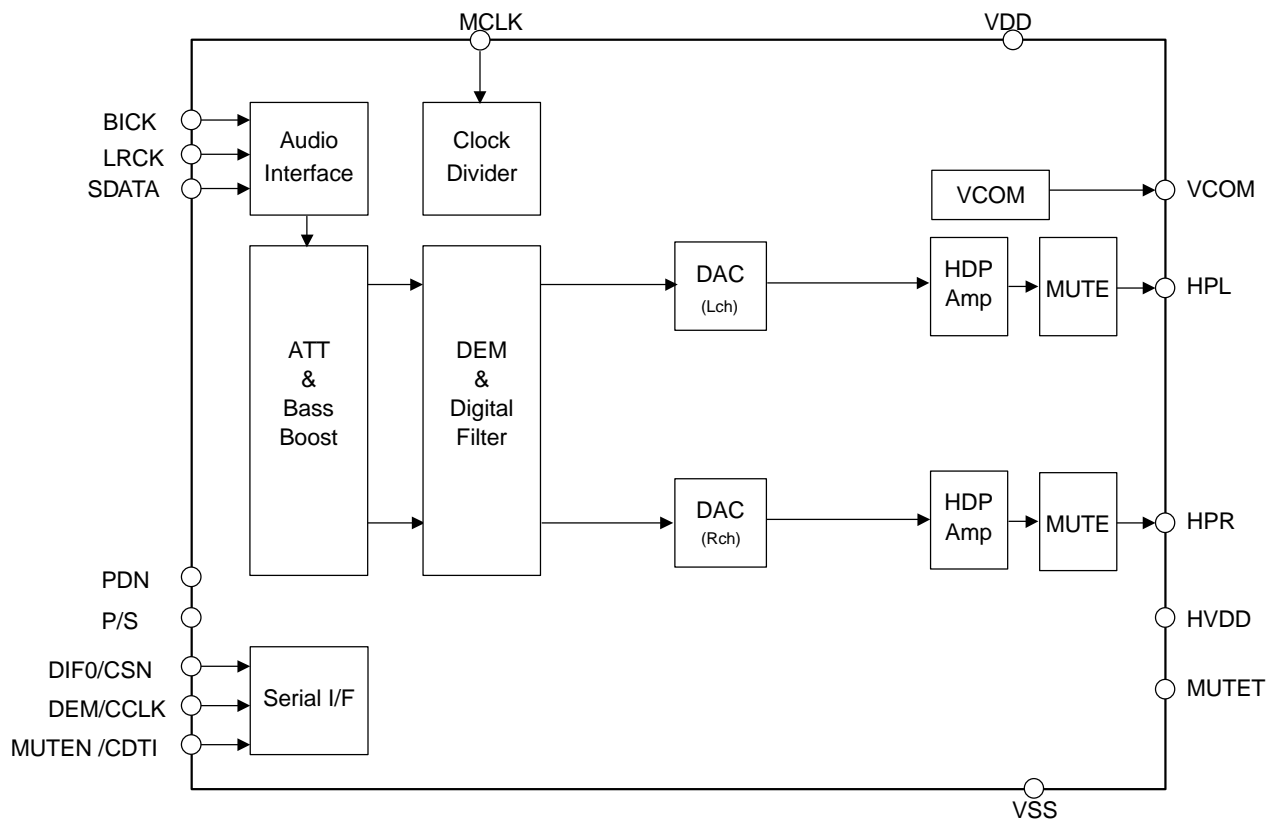 MCLK
VDD
BICK
LRCK
SDATA
Audio
Interface
Clock
Divider
VCOM
VCOM
ATT
&
Bass
Boost
DEM
&
Digital
Filter
DAC
(Lch)
HDP
Amp
MUTE
HPL
DAC
(Rch)
HDP
Amp
MUTE
HPR
PDN
P/S
DIF0/CSN
DEM/CCLK
MUTEN /CDTI
Serial I/F
HVDD
MUTET
VSS